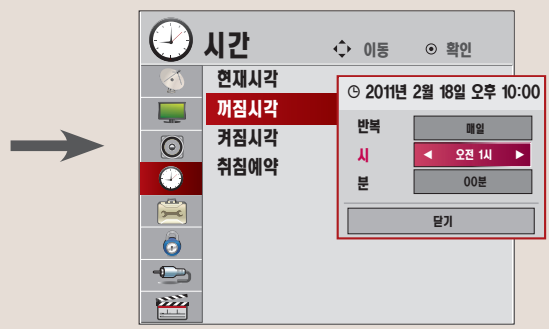 시간
이동 확인
현재시각
꺼짐시각
켜짐시각
취침예약
2011년 2월 18일 오후 10:00
반복 매일
시 ◀ 오전 1시 ▶
분 00분
닫기